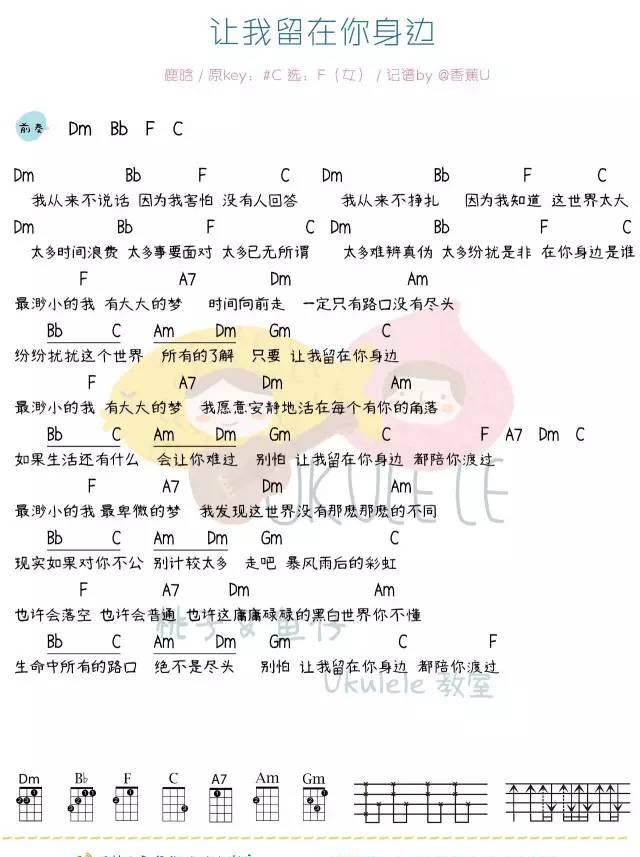 让我留在你身边
鹿晗 / 原key：#C 选：F（女） / 记谱by @香蕉U
前奏 Dm Bb F C
Dm Bb F C Dm Bb F C
我从来不说话 因为我害怕 没有人回答 我从来不挣扎 因为我知道 这世界太大
Dm Bb F C Dm Bb F C
太多时间浪费 太多事要面对 太多已无所谓 太多难辨真伪 太多纷扰是非 在你身边是谁
F A7 Dm Am
最渺小的我 有大大的梦 时间向前走 一定只有路口没有尽头
Bb C Am Dm Gm C
纷纷扰扰这个世界 所有的了解 只要 让我留在你身边
F A7 Dm Am
最渺小的我 有大大的梦 我愿意安静地活在每个有你的角落
Bb C Am Dm Gm C F A7 Dm C
如果生活还有什么 会让你难过 别怕 让我留在你身边 都陪你渡过
UKULELE
F A7 Dm Am
最渺小的我 最卑微的梦 我发现这世界没有那麽麽的不同
Bb C Am Dm Gm C
现实如果对你不公 别计较太多 走吧 暴风雨后的彩虹
F A7 Dm Am
也许会落空 也许会普通 也许这庸庸碌碌的黑白世界你不懂
桃子 & 鱼仔
Bb C Am Dm Gm C F
生命中所有的路口 绝不是尽头 别怕 让我留在你身边 都陪你渡过
Ukulele 教室
Dm Bb F C A7 Am Gm